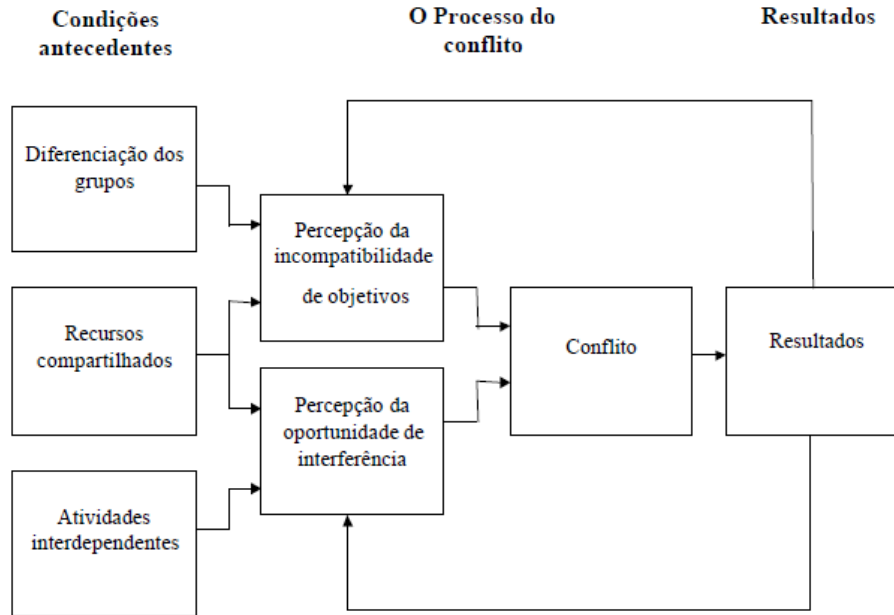 Condições
antecedentes
O Processo do
conflito
Resultados
Diferenciação dos
grupos
Percepção da
incompatibilidade
de objetivos
Recursos
compartilhados
Conflito
Resultados
Percepção da
oportunidade de
interferência
Atividades
interdependentes